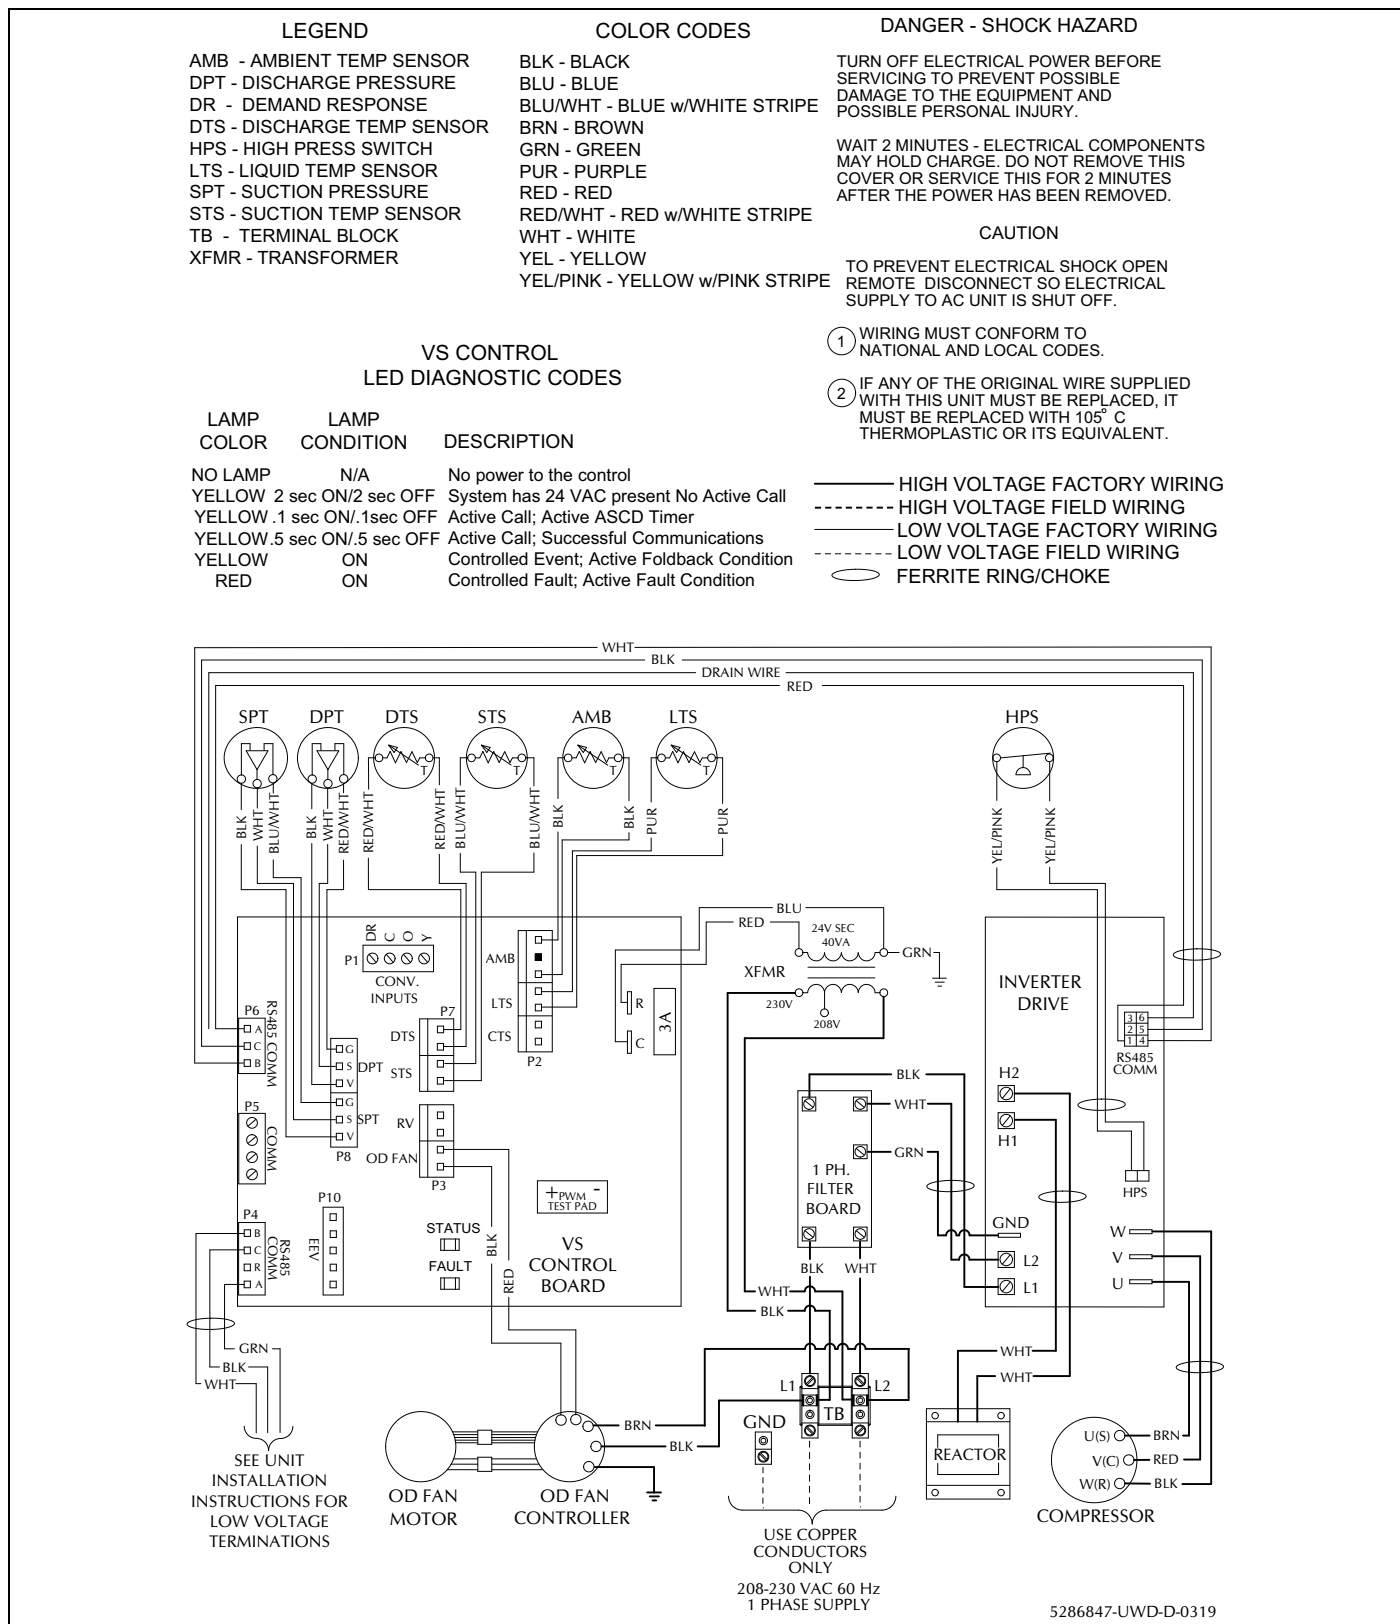 LEGEND
AMB - AMBIENT TEMP SENSOR
DPT - DISCHARGE PRESSURE
DR - DEMAND RESPONSE
DTS - DISCHARGE TEMP SENSOR
HPS - HIGH PRESS SWITCH
LTS - LIQUID TEMP SENSOR
SPT - SUCTION PRESSURE
STS - SUCTION TEMP SENSOR
TB - TERMINAL BLOCK
XFMR - TRANSFORMER
COLOR CODES
BLK - BLACK
BLU - BLUE
BLU/WHT - BLUE w/WHITE STRIPE
BRN - BROWN
GRN - GREEN
PUR - PURPLE
RED - RED
RED/WHT - RED w/WHITE STRIPE
WHT - WHITE
YEL - YELLOW
YEL/PINK - YELLOW w/PINK STRIPE
DANGER - SHOCK HAZARD
TURN OFF ELECTRICAL POWER BEFORE
SERVICING TO PREVENT POSSIBLE
DAMAGE TO THE EQUIPMENT AND
POSSIBLE PERSONAL INJURY.
WAIT 2 MINUTES - ELECTRICAL COMPONENTS
MAY HOLD CHARGE. DO NOT REMOVE THIS
COVER OR SERVICE THIS FOR 2 MINUTES
AFTER THE POWER HAS BEEN REMOVED.
CAUTION
TO PREVENT ELECTRICAL SHOCK OPEN
REMOTE DISCONNECT SO ELECTRICAL
SUPPLY TO AC UNIT IS SHUT OFF.
1 WIRING MUST CONFORM TO
NATIONAL AND LOCAL CODES.
2 IF ANY OF THE ORIGINAL WIRE SUPPLIED
WITH THIS UNIT MUST BE REPLACED, IT
MUST BE REPLACED WITH 105° C
THERMOPLASTIC OR ITS EQUIVALENT.
VS CONTROL
LED DIAGNOSTIC CODES
LAMP COLOR LAMP CONDITION DESCRIPTION
NO LAMP N/A No power to the control
YELLOW 2 sec ON/2 sec OFF System has 24 VAC present No Active Call
YELLOW .1 sec ON/.1sec OFF Active Call; Active ASCD Timer
YELLOW .5 sec ON/.5 sec OFF Active Call; Successful Communications
YELLOW ON Controlled Event; Active Foldback Condition
RED ON Controlled Fault; Active Fault Condition
HIGH VOLTAGE FACTORY WIRING
HIGH VOLTAGE FIELD WIRING
LOW VOLTAGE FACTORY WIRING
LOW VOLTAGE FIELD WIRING
FERRITE RING/CHOKE
WHT
BLK
DRAIN WIRE
RED
SPT DPT DTS STS AMB LTS HPS
T T T T
BLK WHT BLU/WHT BLK WHT RED/WHT RED/WHT RED/WHT BLU/WHT BLU/WHT BLK BLK PUR PUR YEL/PINK YEL/PINK
BLU
RED
24V SEC
40VA
GRN
XFMR
230V
208V
P1
DR C O Y
CONV.
INPUTS
AMB
LTS
CTS
P2
R
C
3A
P6
A
C
B
RS485 COMM
P7
DTS
STS
G
S DPT
V
G
S SPT
V
P8
P5
COMM
RV
OD FAN
P3
P10
EEV
P4
B
C
R
A
RS485
COMM
+ PWM -
TEST PAD
STATUS
FAULT
VS
CONTROL
BOARD
BLK
RED
INVERTER
DRIVE
3 6
2 5
1 4
RS485
COMM
H2
H1
HPS
BLK
WHT
GRN
1 PH.
FILTER
BOARD
GND
L2
L1
W
V
U
BLK WHT
WHT
BLK
WHT
WHT
GRN
BLK
WHT
SEE UNIT
INSTALLATION
INSTRUCTIONS FOR
LOW VOLTAGE
TERMINATIONS
OD FAN
MOTOR
OD FAN
CONTROLLER
BRN
BLK
L1 L2
TB
GND
USE COPPER
CONDUCTORS
ONLY
208-230 VAC 60 Hz
1 PHASE SUPPLY
REACTOR
U(S) BRN
V(C) RED
W(R) BLK
COMPRESSOR
5286847-UWD-D-0319